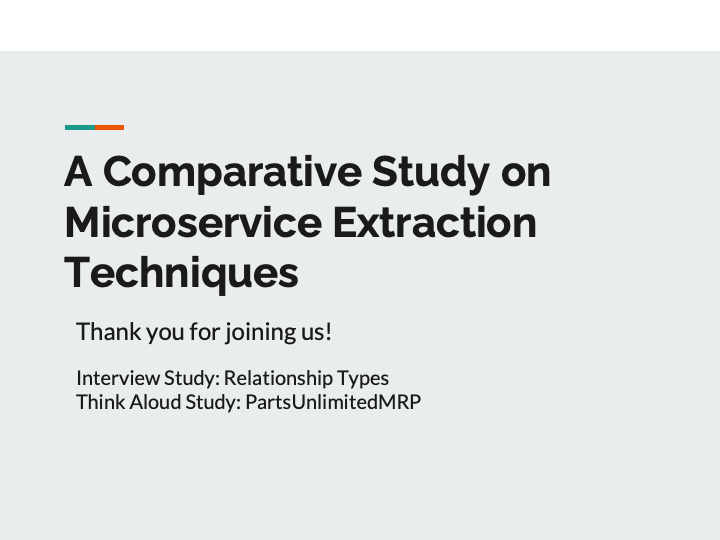 A Comparative Study on
Microservice Extraction
Techniques
Thank you for joining us!
Interview Study: Relationship Types
Think Aloud Study: PartsUnlimitedMRP